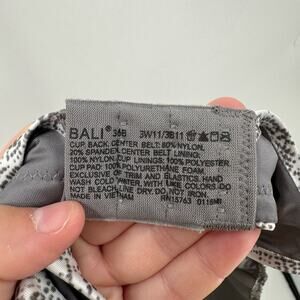 BALI® 36B 3W11/3B11
CUP, BACK, CENTER BELT: 80% NYLON,
20% SPANDEX. CENTER BELT LINING:
100% NYLON. CUP LININGS: 100% POLYESTER.
CUP PAD: POLYURETHANE FOAM.
EXCLUSIVE OF TRIM AND ELASTICS. HAND
WASH COLD WATER, WITH LIKE COLORS. DO
NOT BLEACH. LINE DRY. DO NOT IRON.
MADE IN VIETNAM RN15763